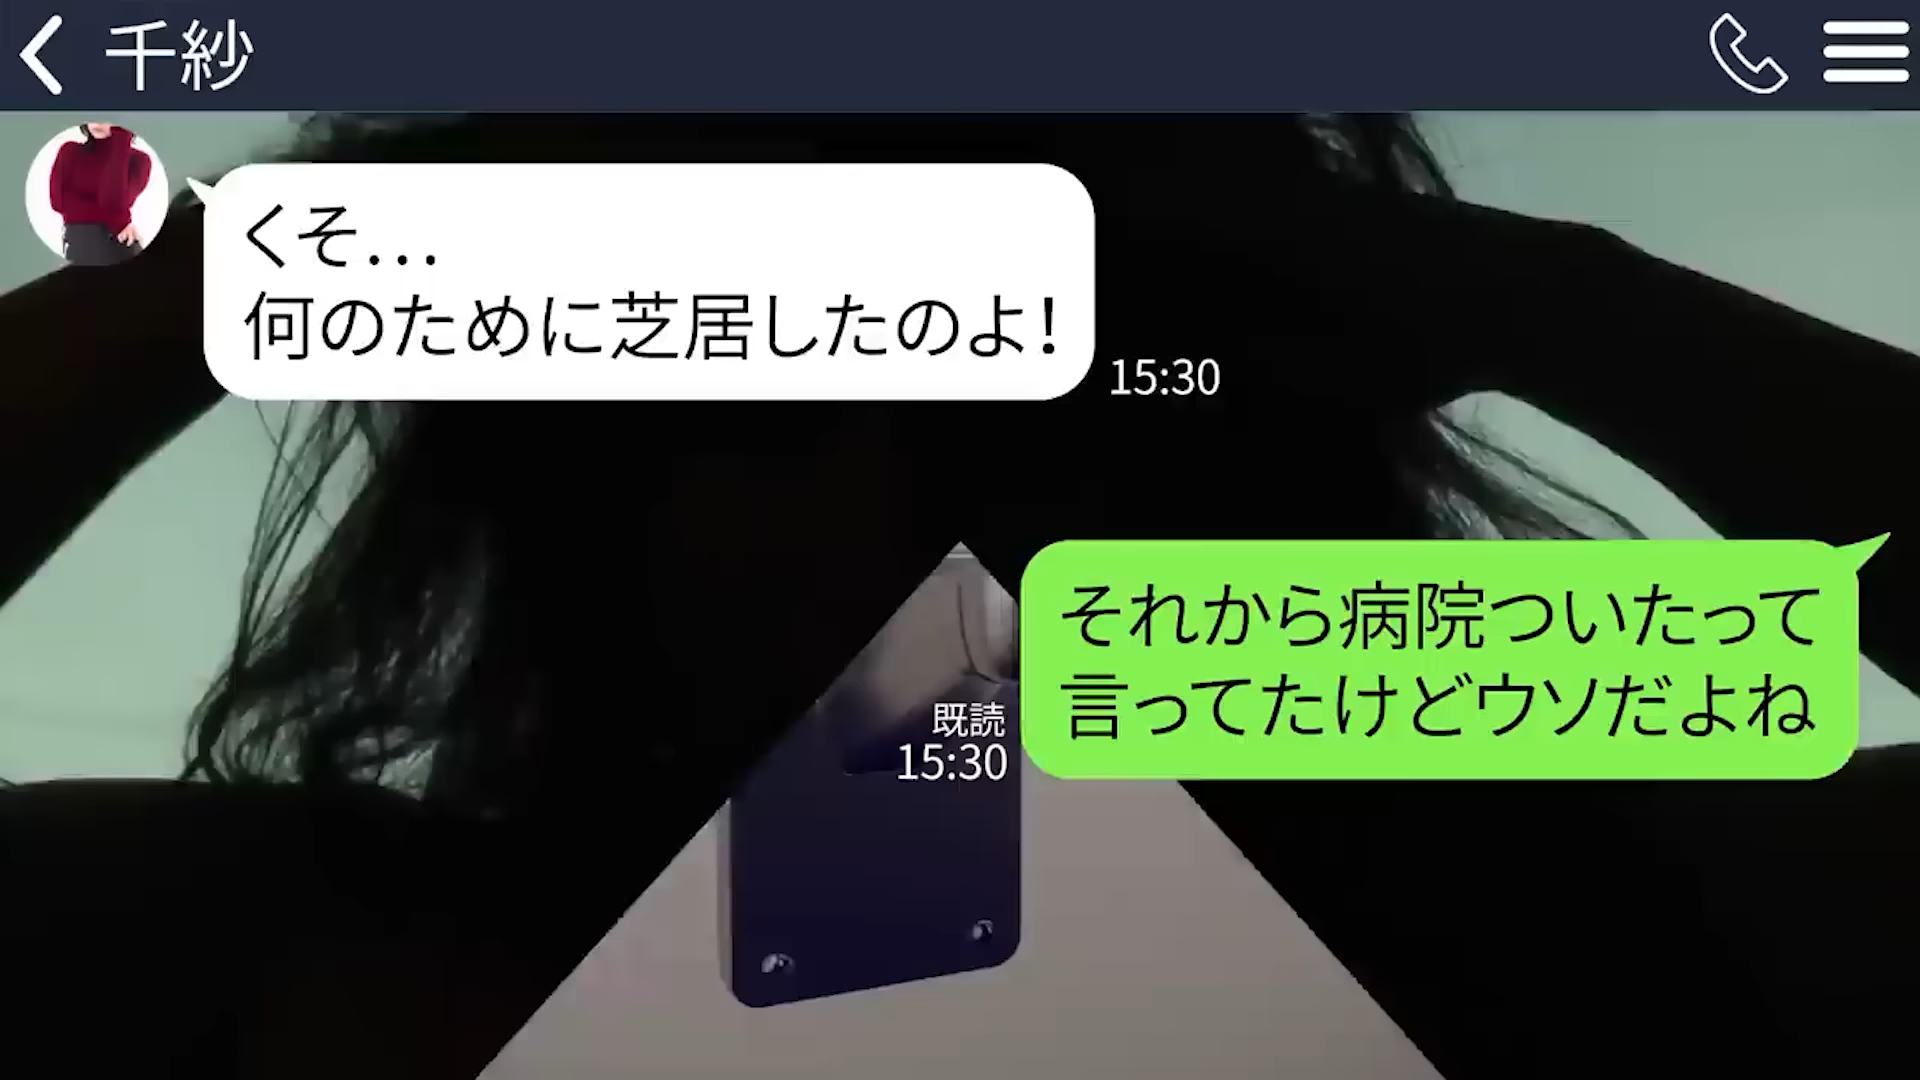 千紗
くそ…
何のために芝居したのよ！
15:30
それから病院ついたって
言ってたけどウソだよね
既読
15:30